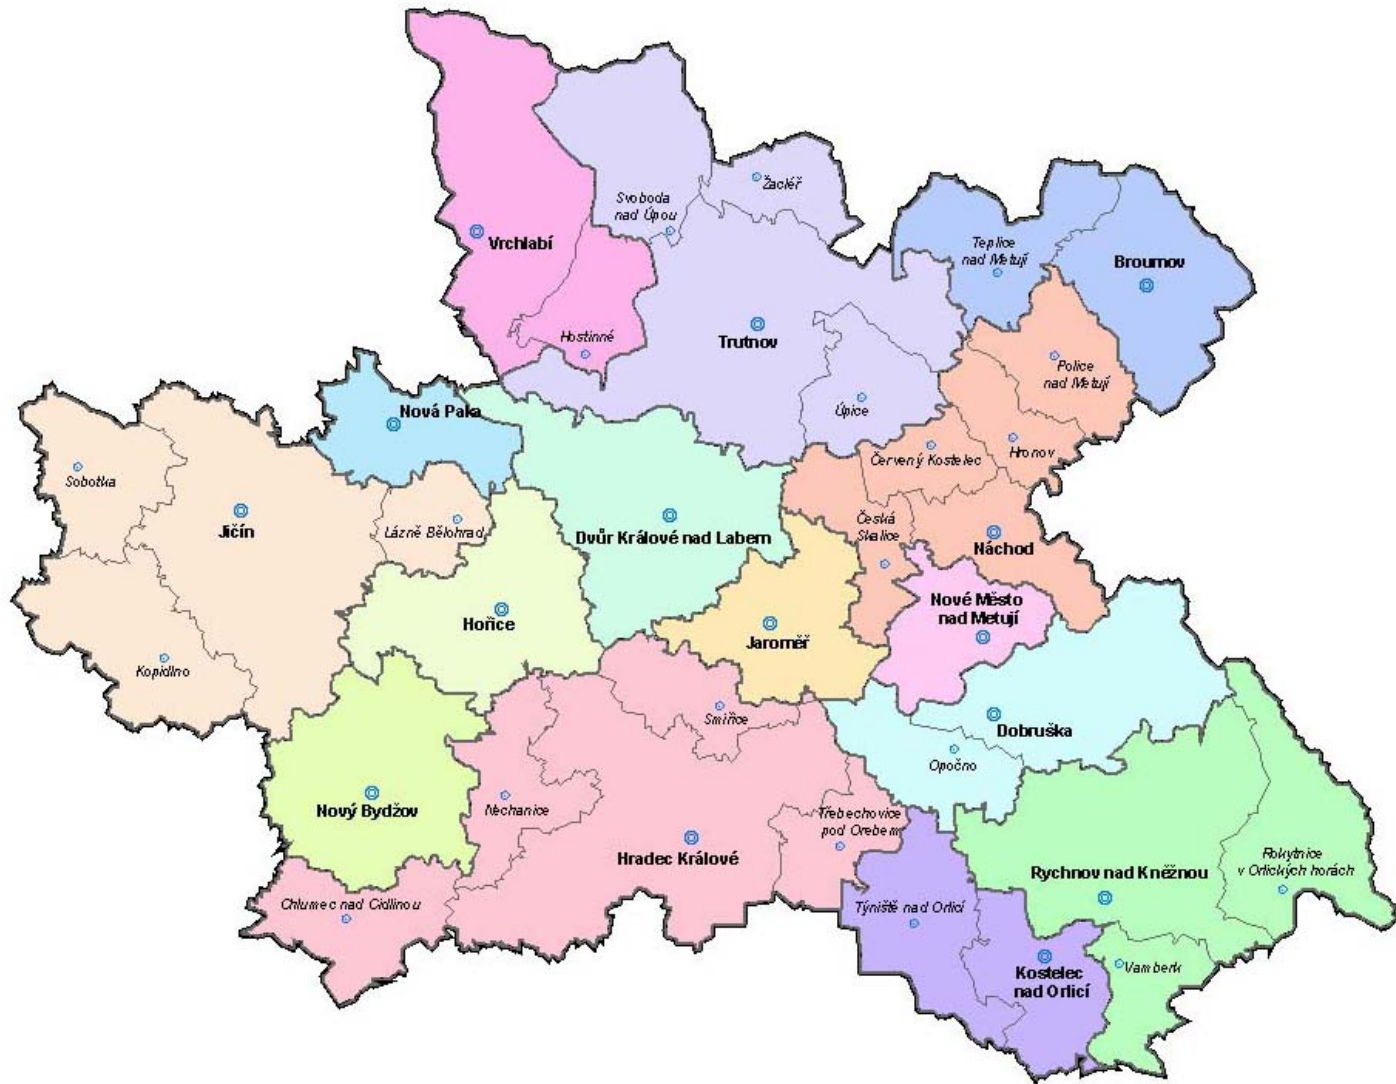 Žacléř
Svoboda
nad Úpou
Vrchlabí
Teplice
nad Metují
Broumov
Hostinné
Trutnov
Police
nad Metují
Úpice
Nová Paka
Červený Kostelec
Hronov
Sobotka
Jičín
Lázně Bělohrad
Dvůr Králové nad Labem
Česká
Skalice
Náchod
Nové Město
nad Metují
Hořice
Jaroměř
Kopidlno
Smiřice
Dobruška
Opočno
Nový Bydžov
Nechanice
Třebechovice
pod Orebem
Hradec Králové
Rychnov nad Kněžnou
Rokytnice
v Orlických horách
Chlumec nad Cidlinou
Týniště nad Orlicí
Kostelec
nad Orlicí
Vamberk